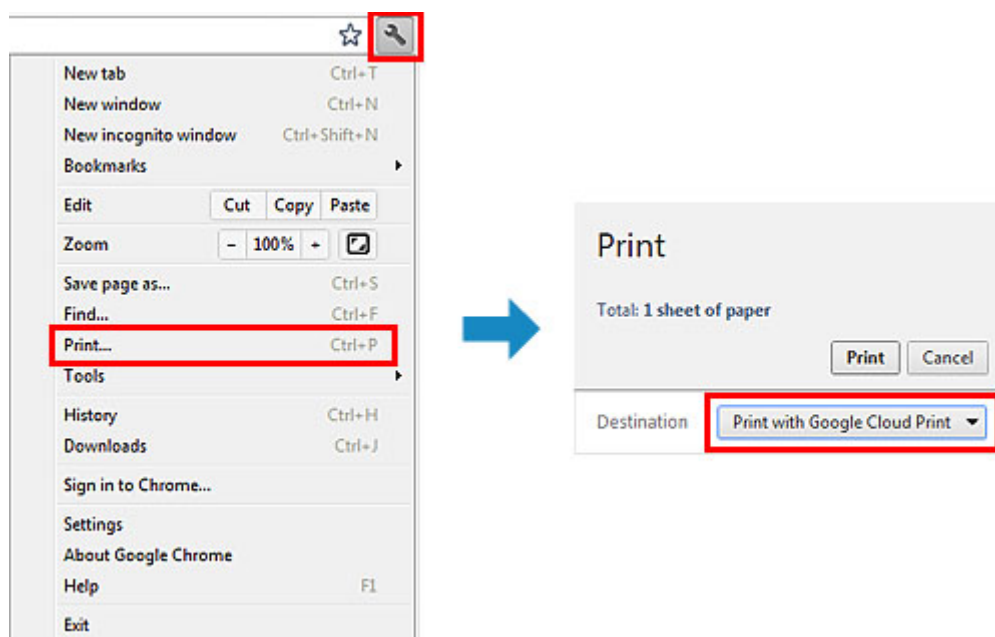 New tab Ctrl+T
New window Ctrl+N
New incognito window Ctrl+Shift+N
Bookmarks
Edit Cut Copy Paste
Zoom - 100% +
Save page as... Ctrl+S
Find... Ctrl+F
Print... Ctrl+P
Tools
History Ctrl+H
Downloads Ctrl+J
Sign in to Chrome...
Settings
About Google Chrome
Help F1
Exit
Print
Total: 1 sheet of paper
Print Cancel
Destination Print with Google Cloud Print